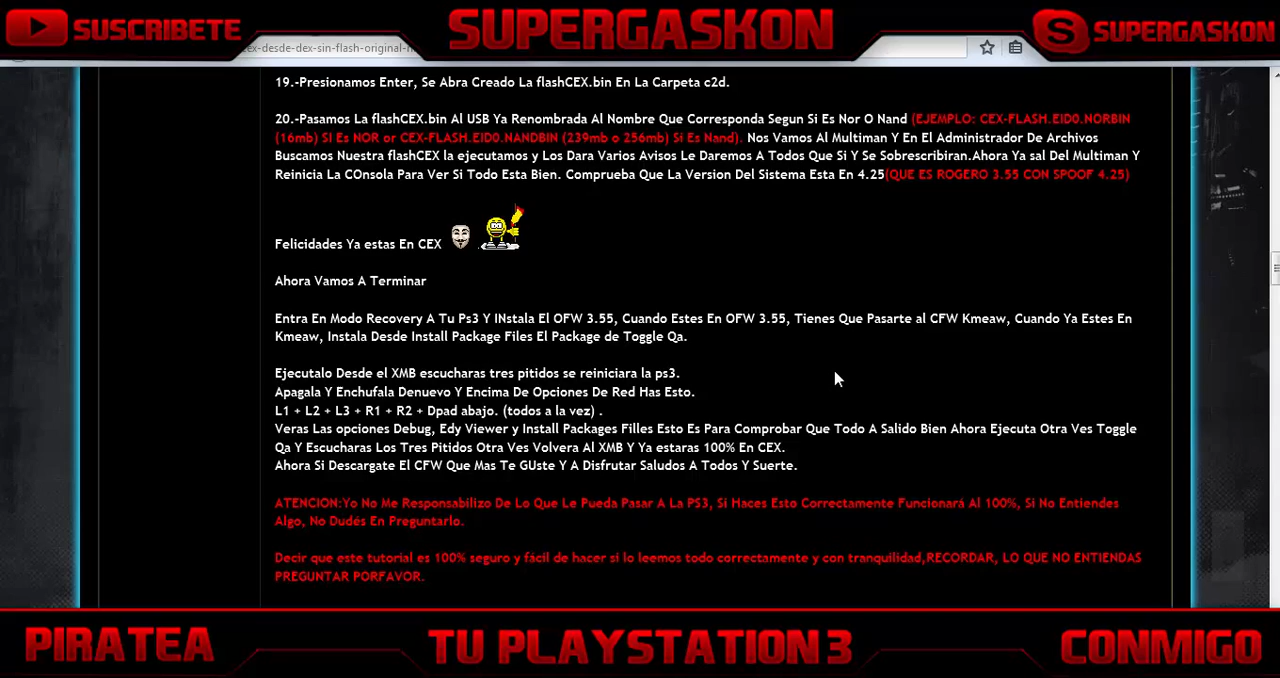 SUSCRIBETE
SUPERGASKON
SUPERGASKON
cex-desde-dex-sin-flash-original-
19.-Presionamos Enter, Se Abra Creado La flashCEX.bin En La Carpeta c2d.
20.-Pasamos La flashCEX.bin Al USB Ya Renombrada Al Nombre Que Corresponda Segun Si Es Nor O Nand (EJEMPLO: CEX-FLASH.EID0.NORBIN
(16mb) SI Es NOR or CEX-FLASH.EID0.NANDBIN (239mb o 256mb) Si Es Nand). Nos Vamos Al Multiman Y En El Administrador De Archivos
Buscamos Nuestra flashCEX la ejecutamos y Los Dara Varios Avisos Le Daremos A Todos Que Si Y Se Sobrescribiran.Ahora Ya sal Del Multiman Y
Reinicia La COnsola Para Ver Si Todo Esta Bien. Comprueba Que La Version Del Sistema Esta En 4.25(QUE ES ROGERO 3.55 CON SPOOF 4.25)
Felicidades Ya estas En CEX
Ahora Vamos A Terminar
Entra En Modo Recovery A Tu Ps3 Y INstala El OFW 3.55, Cuando Estes En OFW 3.55, Tienes Que Pasarte al CFW Kmeaw, Cuando Ya Estes En
Kmeaw, Instala Desde Install Package Files El Package de Toggle Qa.
Ejecutalo Desde el XMB escucharas tres pitidos se reiniciara la ps3.
Apagala Y Enchufala Denuevo Y Encima De Opciones De Red Has Esto.
L1 + L2 + L3 + R1 + R2 + Dpad abajo. (todos a la vez) .
Veras Las opciones Debug, Edy Viewer y Install Packages Filles Esto Es Para Comprobar Que Todo A Salido Bien Ahora Ejecuta Otra Ves Toggle
Qa Y Escucharas Los Tres Pitidos Otra Ves Volvera Al XMB Y Ya estaras 100% En CEX.
Ahora Si Descargate El CFW Que Mas Te GUste Y A Disfrutar Saludos A Todos Y Suerte.
ATENCION:Yo No Me Responsabilizo De Lo Que Le Pueda Pasar A La PS3, Si Haces Esto Correctamente Funcionará Al 100%, Si No Entiendes
Algo, No Dudés En Preguntarlo.
Decir que este tutorial es 100% seguro y fácil de hacer si lo leemos todo correctamente y con tranquilidad,RECORDAR, LO QUE NO ENTIENDAS
PREGUNTAR PORFAVOR.
PIRATEA
TU PLAYSTATION 3
CONMIGO